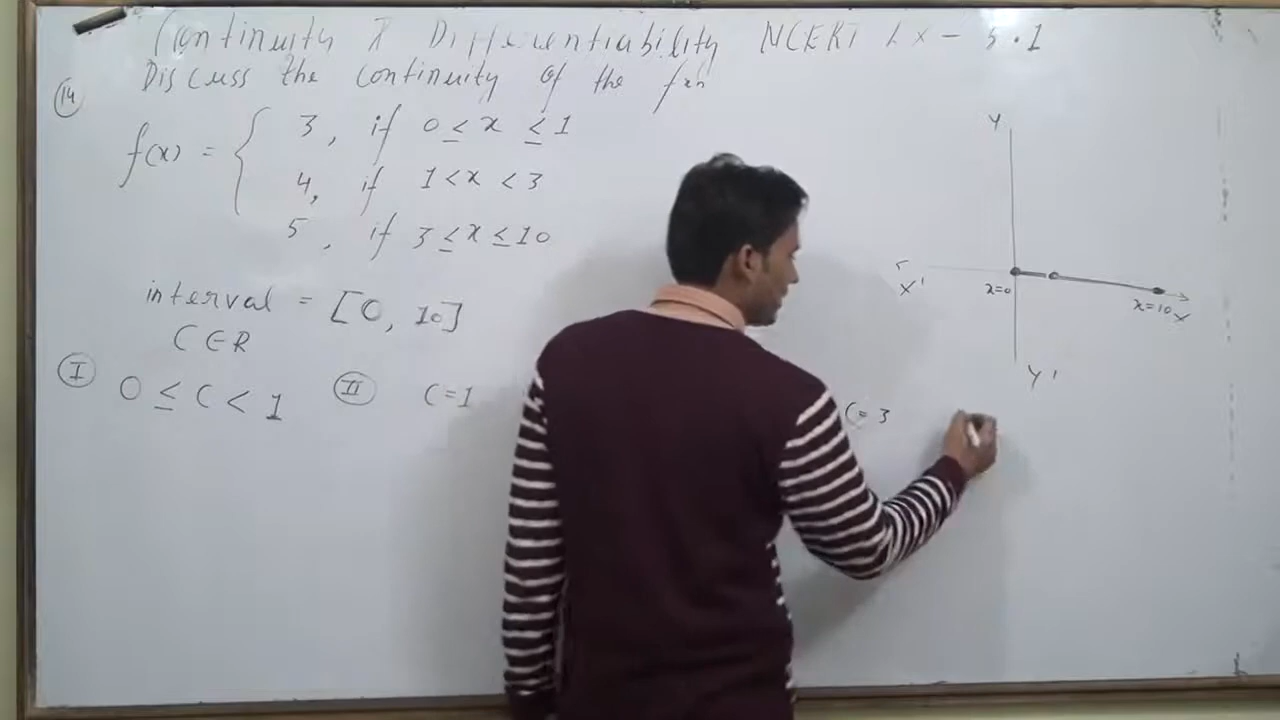 Continuity & Differentiability NCERT Ex - 5.1
14 Discuss the continuity of the fxn
f(x) = { 3, if 0 ≤ x ≤ 1
4, if 1 < x < 3
5, if 3 ≤ x ≤ 10
interval = [0, 10]
C ∈ R
I 0 ≤ C < 1 II C = 1
C = 3
Y
X'
x=0
x=10 X
Y'